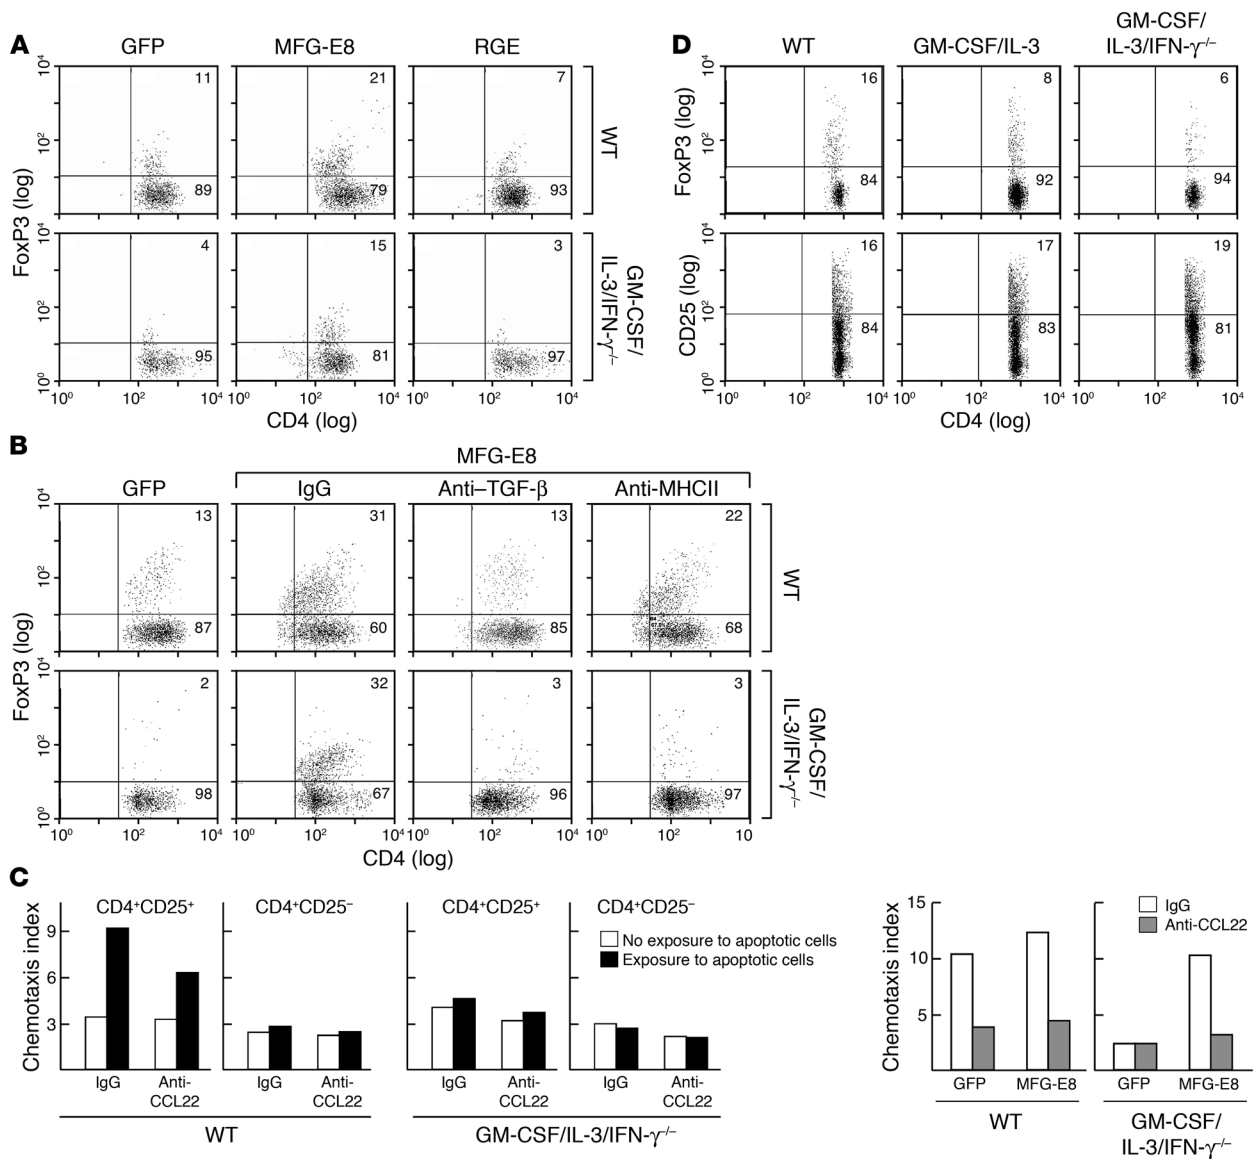 A
GFP
MFG-E8
RGE
FoxP3 (log)
10⁴
10²
11
89
21
79
7
93
WT
10⁴
10²
10⁰
4
95
15
81
3
97
GM-CSF/
IL-3/IFN-γ⁻/⁻
10⁰ 10² 10⁴
10⁰ 10² 10⁴
10⁰ 10² 10⁴
CD4 (log)
D
WT
GM-CSF/IL-3
GM-CSF/
IL-3/IFN-γ⁻/⁻
FoxP3 (log)
10⁴
10²
16
84
8
92
6
94
CD25 (log)
10⁴
10²
10⁰
16
84
17
83
19
81
10⁰ 10² 10⁴
10⁰ 10² 10⁴
10⁰ 10² 10⁴
CD4 (log)
B
MFG-E8
GFP
IgG
Anti–TGF-β
Anti-MHCII
FoxP3 (log)
10⁴
10²
13
87
31
60
13
85
22
68
WT
10⁴
10²
10⁰
2
98
32
67
3
96
3
97
GM-CSF/
IL-3/IFN-γ⁻/⁻
10⁰ 10² 10⁴
10⁰ 10² 10⁴
10⁰ 10² 10⁴
10⁰ 10² 10
CD4 (log)
C
Chemotaxis index
9
6
3
CD4⁺CD25⁺
CD4⁺CD25⁻
CD4⁺CD25⁺
CD4⁺CD25⁻
No exposure to apoptotic cells
Exposure to apoptotic cells
IgG
Anti-
CCL22
IgG
Anti-
CCL22
IgG
Anti-
CCL22
IgG
Anti-
CCL22
WT
GM-CSF/IL-3/IFN-γ⁻/⁻
Chemotaxis index
15
10
5
IgG
Anti-CCL22
GFP
MFG-E8
GFP
MFG-E8
WT
GM-CSF/
IL-3/IFN-γ⁻/⁻